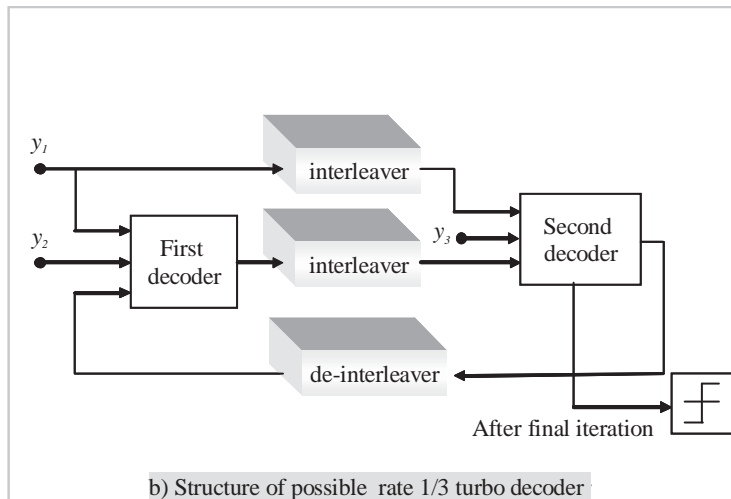 y1
interleaver
y2
First
decoder
interleaver
y3
Second
decoder
de-interleaver
After final iteration
b) Structure of possible rate 1/3 turbo decoder